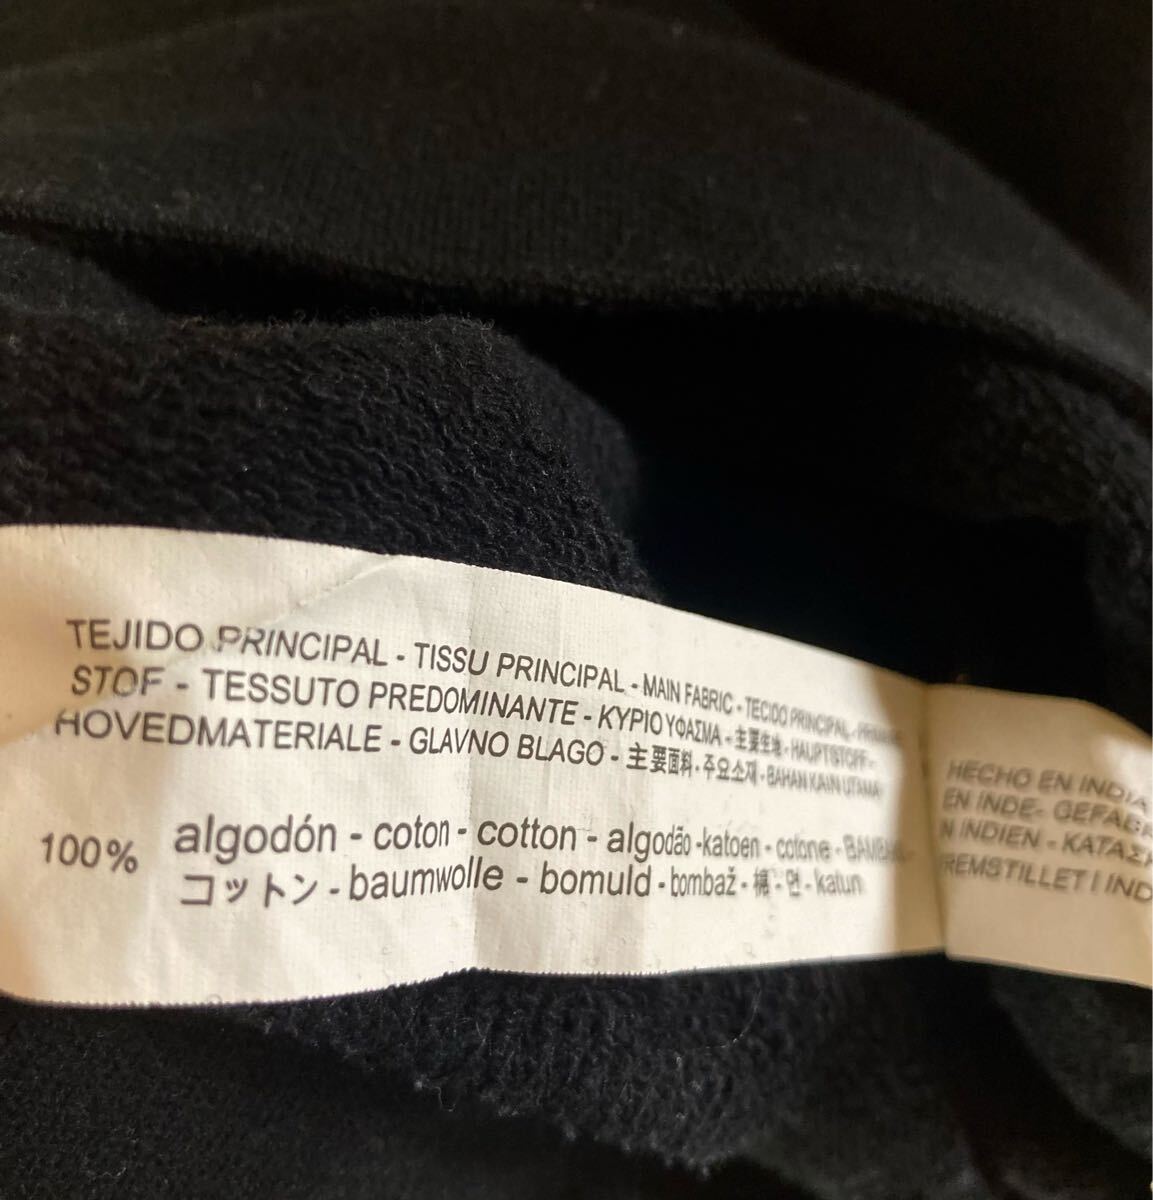 TEJIDO PRINCIPAL - TISSU PRINCIPAL - MAIN FABRIC - TECIDO PRINCIPAL -
STOF - TESSUTO PREDOMINANTE - ΚΥΡΙΟ ΥΦΑΣΜΑ - 主要生地 - HAUPTSTOFF -
HOVEDMATERIALE - GLAVNO BLAGO - 主要面料 - 주요소재 - BAHAN KAIN UTAMA
100% algodón - coton - cotton - algodão - katoen - cotone -
コットン - baumwolle - bomuld - bombaž - 棉 - 면 - katun
HECHO EN INDIA
EN INDE - GEFABR
N INDIEN - ΚΑΤΑΣΚ
REMSTILLET I IND